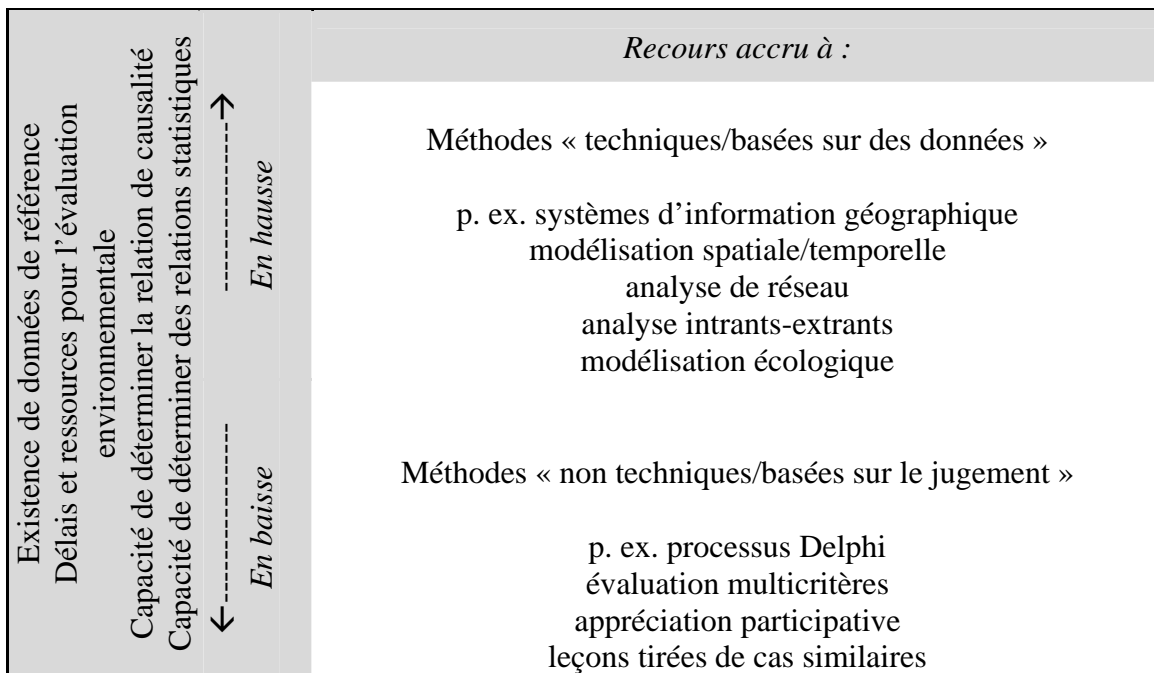 Existence de données de référence
Délais et ressources pour l’évaluation
environnementale
Capacité de déterminer la relation de causalité
Capacité de déterminer des relations statistiques
En hausse
En baisse
Recours accru à :
Méthodes « techniques/basées sur des données »
p. ex. systèmes d’information géographique
modélisation spatiale/temporelle
analyse de réseau
analyse intrants-extrants
modélisation écologique
Méthodes « non techniques/basées sur le jugement »
p. ex. processus Delphi
évaluation multicritères
appréciation participative
leçons tirées de cas similaires